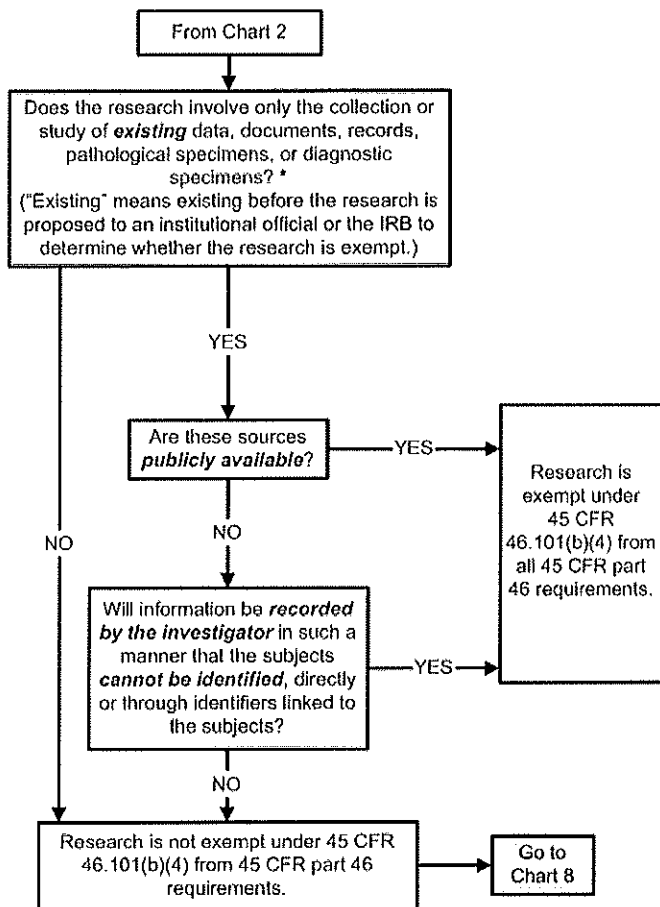 From Chart 2
Does the research involve only the collection or
study of existing data, documents, records,
pathological specimens, or diagnostic
specimens? *
("Existing" means existing before the research is
proposed to an institutional official or the IRB to
determine whether the research is exempt.)
YES
Are these sources
publicly available?
YES
Research is
exempt under
45 CFR
46.101(b)(4) from
all 45 CFR part
46 requirements.
NO
NO
Will information be recorded
by the investigator in such a
manner that the subjects
cannot be identified, directly
or through identifiers linked to
the subjects?
YES
NO
Research is not exempt under 45 CFR
46.101(b)(4) from 45 CFR part 46
requirements.
Go to
Chart 8